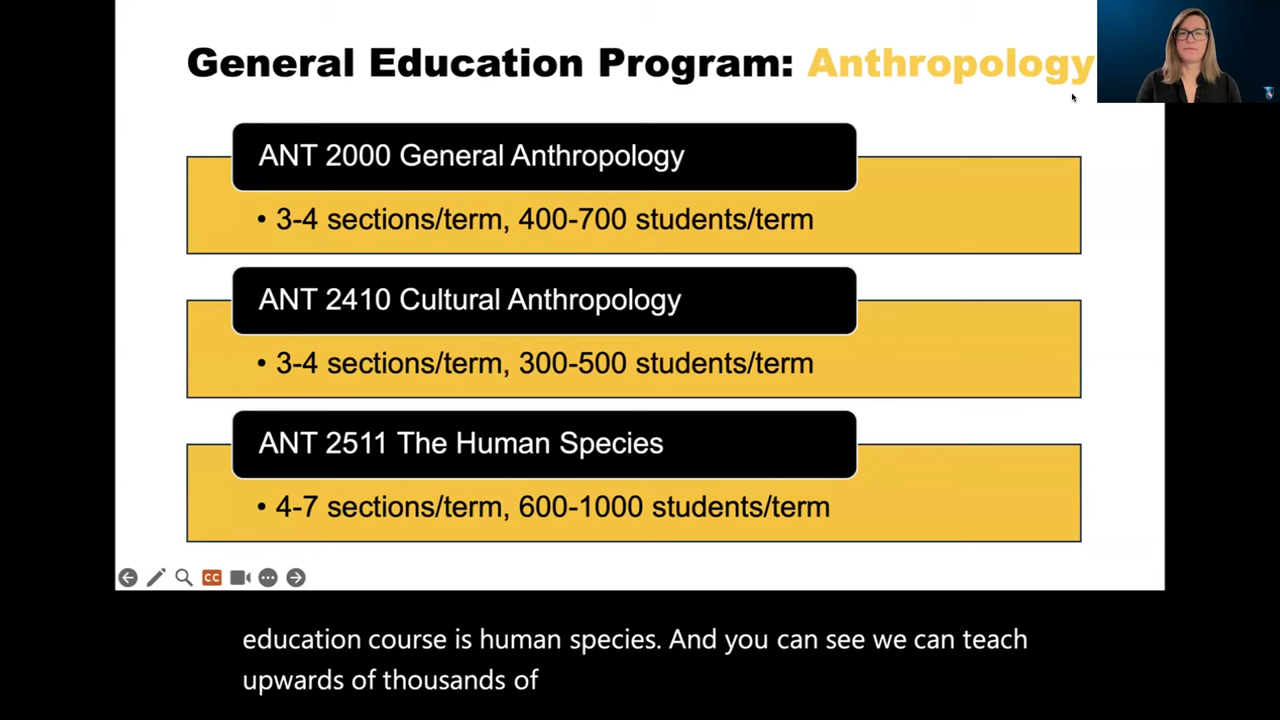 General Education Program: Anthropology
ANT 2000 General Anthropology
• 3-4 sections/term, 400-700 students/term
ANT 2410 Cultural Anthropology
• 3-4 sections/term, 300-500 students/term
ANT 2511 The Human Species
• 4-7 sections/term, 600-1000 students/term
CC
education course is human species. And you can see we can teach
upwards of thousands of